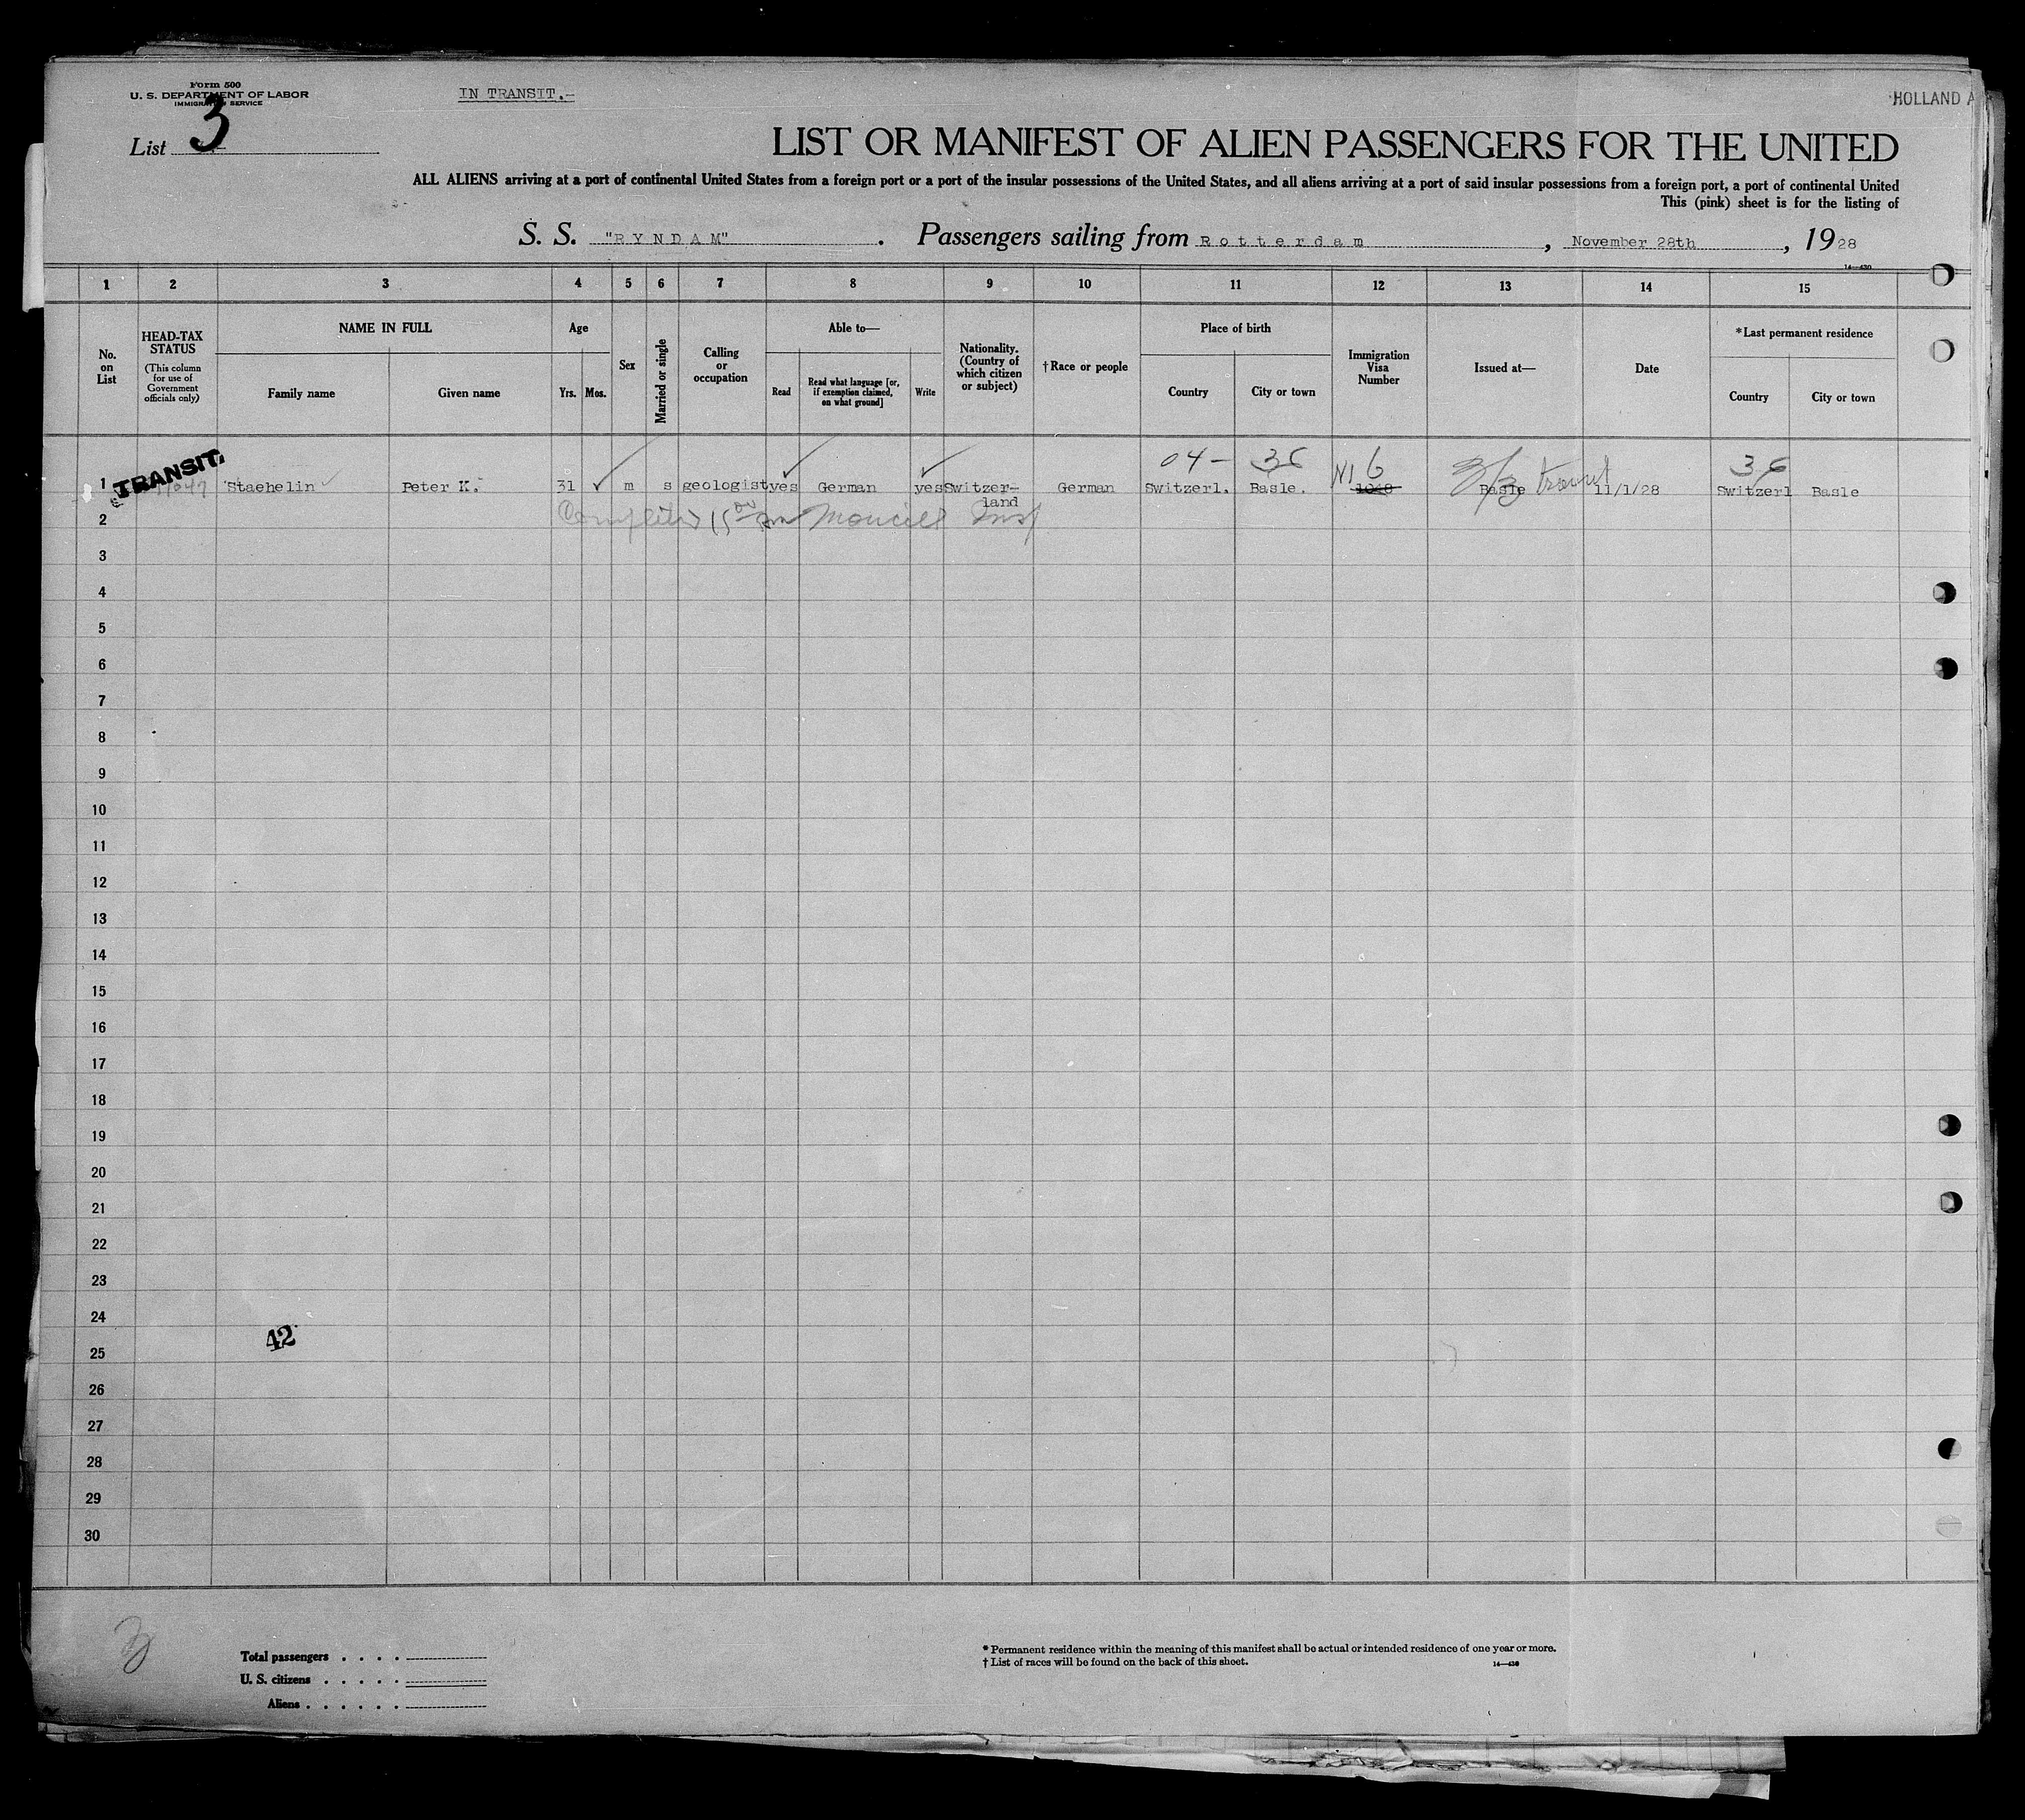 Form 500
U. S. DEPARTMENT OF LABOR
IMMIGRATION SERVICE
IN TRANSIT.-
HOLLAND A
List 3
LIST OR MANIFEST OF ALIEN PASSENGERS FOR THE UNITED
ALL ALIENS arriving at a port of continental United States from a foreign port or a port of the insular possessions of the United States, and all aliens arriving at a port of said insular possessions from a foreign port, a port of continental United
This (pink) sheet is for the listing of
S. S. "RYNDAM" . Passengers sailing from Rotterdam , November 28th , 1928
14—430
1 2 3 4 5 6 7 8 9 10 11 12 13 14 15
No. on List
HEAD-TAX STATUS
(This column for use of Government officials only)
NAME IN FULL
Family name
Given name
Age
Yrs. Mos.
Sex
Married or single
Calling or occupation
Able to—
Read
Read what language [or, if exemption claimed, on what ground]
Write
Nationality. (Country of which citizen or subject)
†Race or people
Place of birth
Country
City or town
Immigration Visa Number
Issued at—
Date
*Last permanent residence
Country
City or town
04- 36 NI 6 36
1 TRANSIT. Staehelin Peter K. 31 m s geologist yes German yes Switzer-land German Switzerl. Basle. 1028 Basle 11/1/28 Switzerl Basle
2
3
4
5
6
7
8
9
10
11
12
13
14
15
16
17
18
19
20
21
22
23
24
42
25
26
27
28
29
30
Total passengers . . . .
U. S. citizens . . . . .
Aliens . . . . . .
* Permanent residence within the meaning of this manifest shall be actual or intended residence of one year or more.
† List of races will be found on the back of this sheet.
14—430